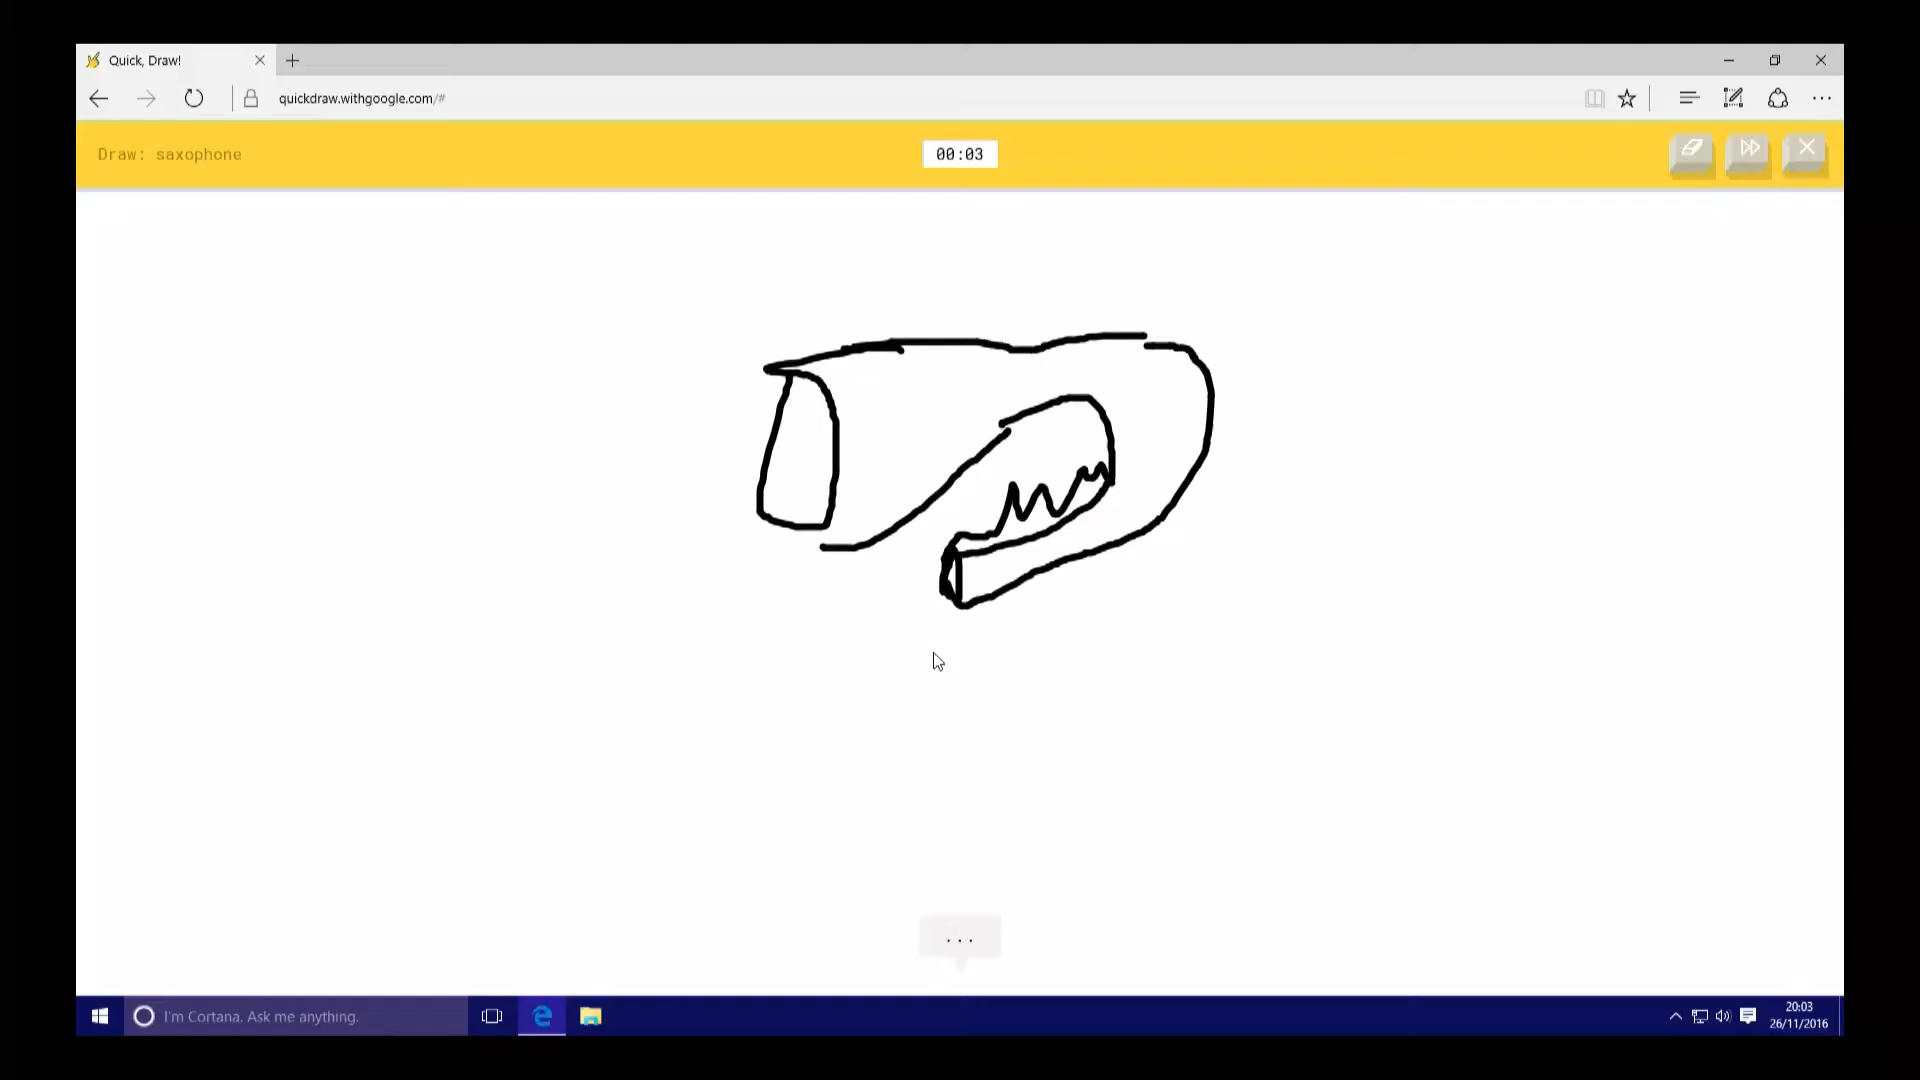 Quick, Draw!
quickdraw.withgoogle.com/#
Draw: saxophone
00:03
...
I'm Cortana. Ask me anything.
20:03
26/11/2016